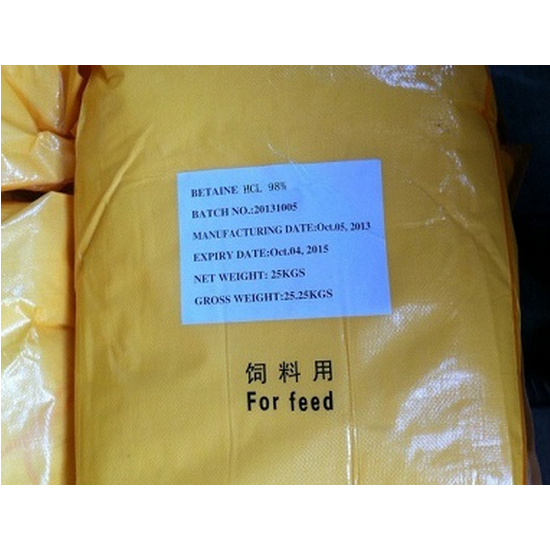 BETAINE HCL 98%
BATCH NO.:20131005
MANUFACTURING DATE:Oct.05, 2013
EXPIRY DATE:Oct.04, 2015
NET WEIGHT: 25KGS
GROSS WEIGHT:25.25KGS
饲料用
For feed